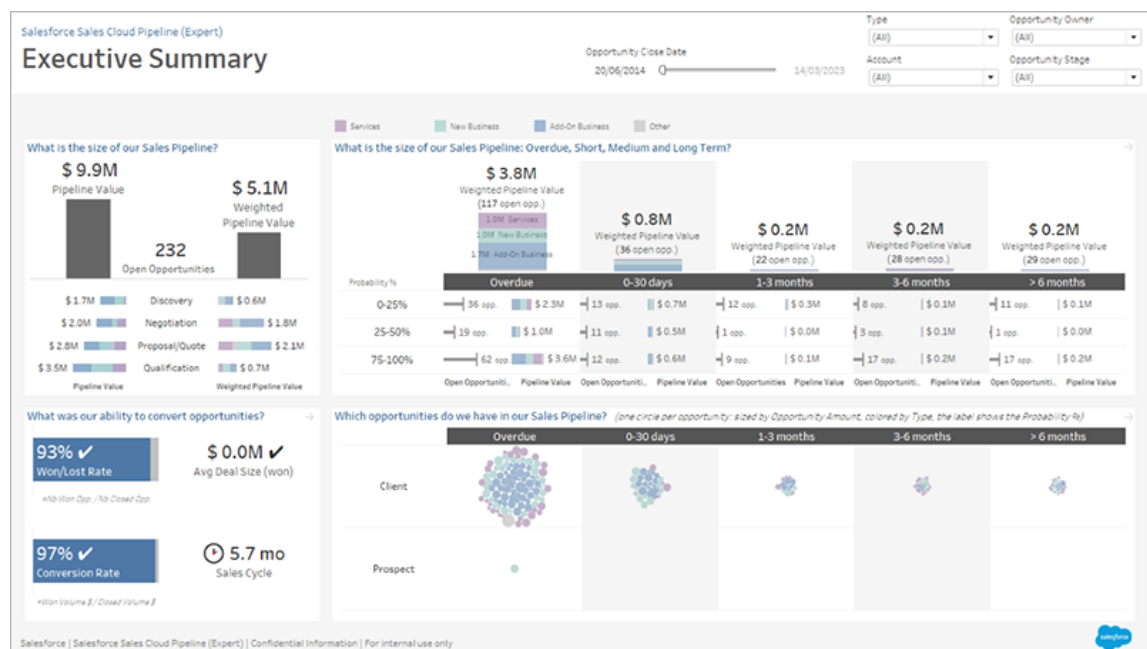 Salesforce Sales Cloud Pipeline (Expert)
Executive Summary
Opportunity Close Date
20/06/2014
14/03/2023
Type
(All)
Opportunity Owner
(All)
Account
(All)
Opportunity Stage
(All)
Services
New Business
Add-On Business
Other
What is the size of our Sales Pipeline?
$ 9.9M
Pipeline Value
232
Open Opportunities
$ 5.1M
Weighted
Pipeline Value
$ 1.7M Discovery $ 0.6M
$ 2.0M Negotiation $ 1.8M
$ 2.8M Proposal/Quote $ 2.1M
$ 3.5M Qualification $ 0.7M
Pipeline Value Weighted Pipeline Value
What is the size of our Sales Pipeline: Overdue, Short, Medium and Long Term?
$ 3.8M
Weighted Pipeline Value
(117 open opp.)
1.0M Services
1.0M New Business
1.7M Add-On Business
$ 0.8M
Weighted Pipeline Value
(36 open opp.)
$ 0.2M
Weighted Pipeline Value
(22 open opp.)
$ 0.2M
Weighted Pipeline Value
(28 open opp.)
$ 0.2M
Weighted Pipeline Value
(29 open opp.)
Probability % Overdue 0-30 days 1-3 months 3-6 months > 6 months
0-25% 36 opp. $ 2.3M 13 opp. $ 0.7M 12 opp. $ 0.3M 8 opp. $ 0.1M 11 opp. $ 0.1M
25-50% 19 opp. $ 1.0M 11 opp. $ 0.5M 1 opp. $ 0.0M 3 opp. $ 0.1M 1 opp. $ 0.0M
75-100% 62 opp. $ 3.6M 12 opp. $ 0.6M 9 opp. $ 0.1M 17 opp. $ 0.2M 17 opp. $ 0.2M
Open Opportuniti.. Pipeline Value Open Opportuniti.. Pipeline Value Open Opportunities Pipeline Value Open Opportuniti.. Pipeline Value Open Opportuniti.. Pipeline Value
What was our ability to convert opportunities?
93% ✔
Won/Lost Rate
$ 0.0M ✔
Avg Deal Size (won)
=Nb Won Opp. / Nb Closed Opp.
97% ✔
Conversion Rate
5.7 mo
Sales Cycle
=Won Volume $ / Closed Volume $
Which opportunities do we have in our Sales Pipeline? (one circle per opportunity: sized by Opportunity Amount, colored by Type, the label shows the Probability %)
Overdue 0-30 days 1-3 months 3-6 months > 6 months
Client
Prospect
Salesforce | Salesforce Sales Cloud Pipeline (Expert) | Confidential Information | For internal use only
salesforce